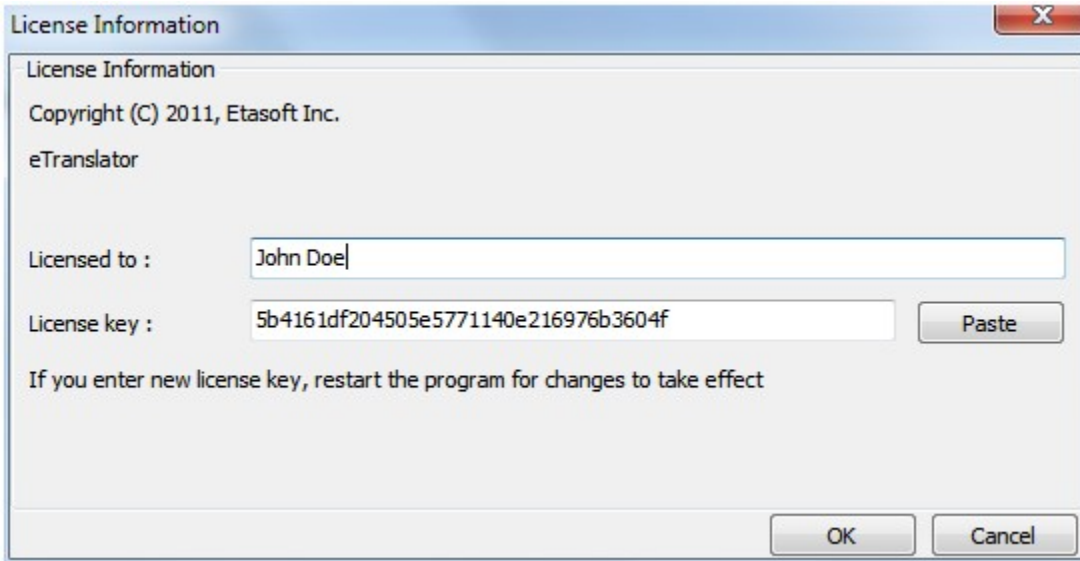 License Information
License Information
Copyright (C) 2011, Etasoft Inc.
eTranslator
Licensed to : John Doe
License key : 5b4161df204505e5771140e216976b3604f Paste
If you enter new license key, restart the program for changes to take effect
OK Cancel